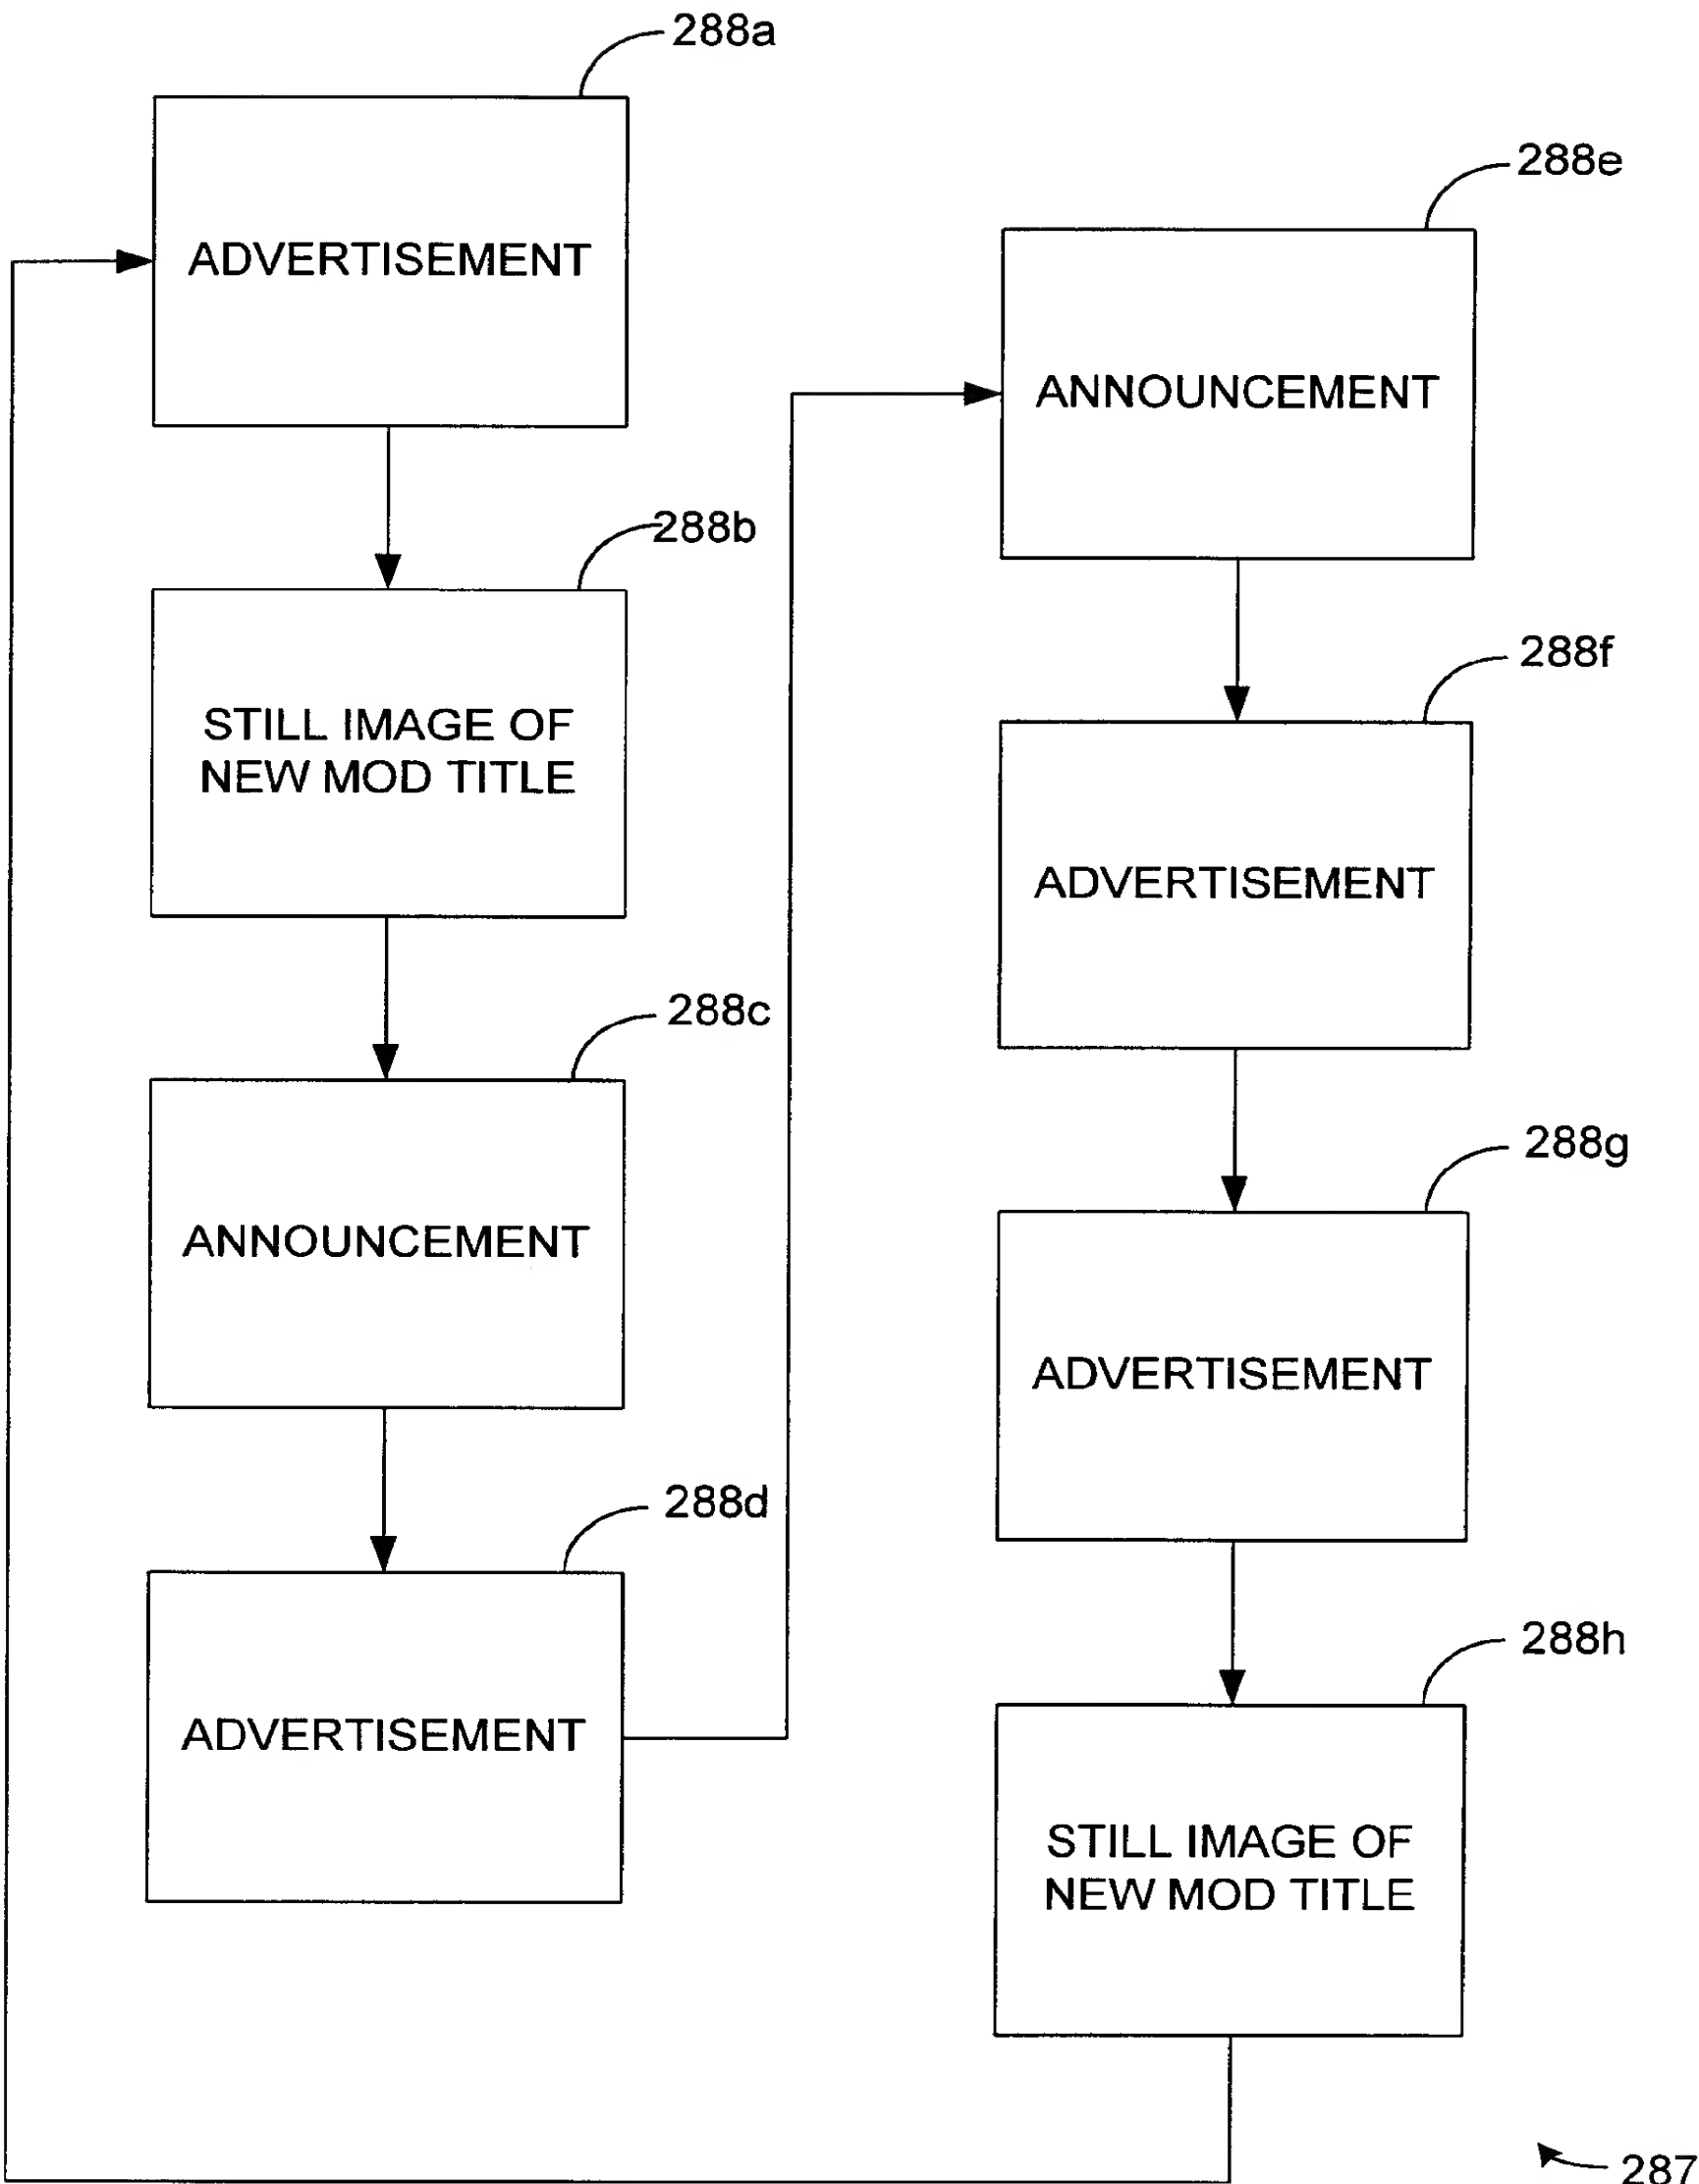 288a
ADVERTISEMENT
288b
STILL IMAGE OF
NEW MOD TITLE
288c
ANNOUNCEMENT
288d
ADVERTISEMENT
288e
ANNOUNCEMENT
288f
ADVERTISEMENT
288g
ADVERTISEMENT
288h
STILL IMAGE OF
NEW MOD TITLE
287